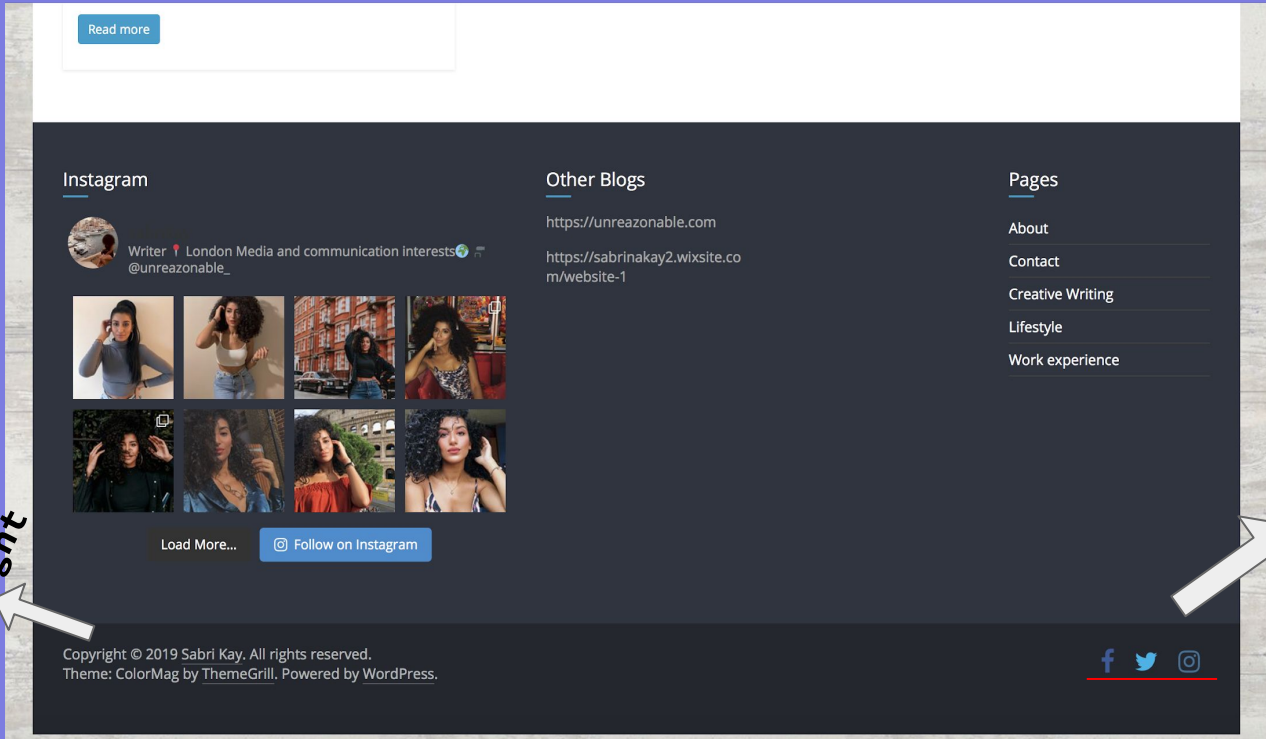 Read more
Instagram
Writer 📍 London Media and communication interests🌍
@unreazonable_
Load More...
Follow on Instagram
Other Blogs
https://unreazonable.com
https://sabrinakay2.wixsite.co
m/website-1
Pages
About
Contact
Creative Writing
Lifestyle
Work experience
Copyright © 2019 Sabri Kay. All rights reserved.
Theme: ColorMag by ThemeGrill. Powered by WordPress.